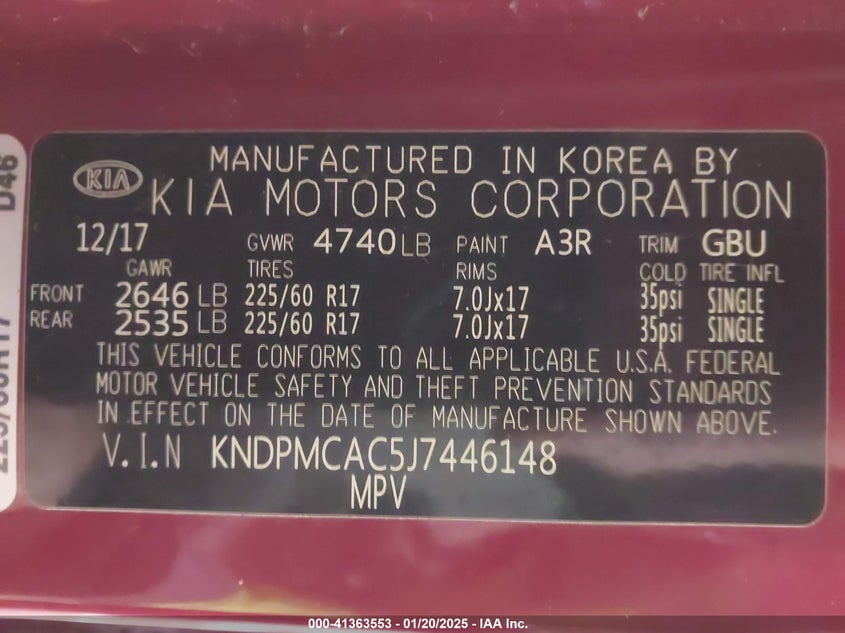 MANUFACTURED IN KOREA BY
KIA
KIA MOTORS CORPORATION
12/17 GVWR 4740 LB PAINT A3R TRIM GBU
GAWR TIRES RIMS COLD TIRE INFL
FRONT 2646 LB 225/60 R17 7.0Jx17 35psi SINGLE
REAR 2535 LB 225/60 R17 7.0Jx17 35psi SINGLE
THIS VEHICLE CONFORMS TO ALL APPLICABLE U.S.A. FEDERAL
MOTOR VEHICLE SAFETY AND THEFT PREVENTION STANDARDS
IN EFFECT ON THE DATE OF MANUFACTURE SHOWN ABOVE.
V.I.N KNDPMCAC5J7446148
MPV
D46
000-41363553 — 01/20/2025 — IAA Inc.